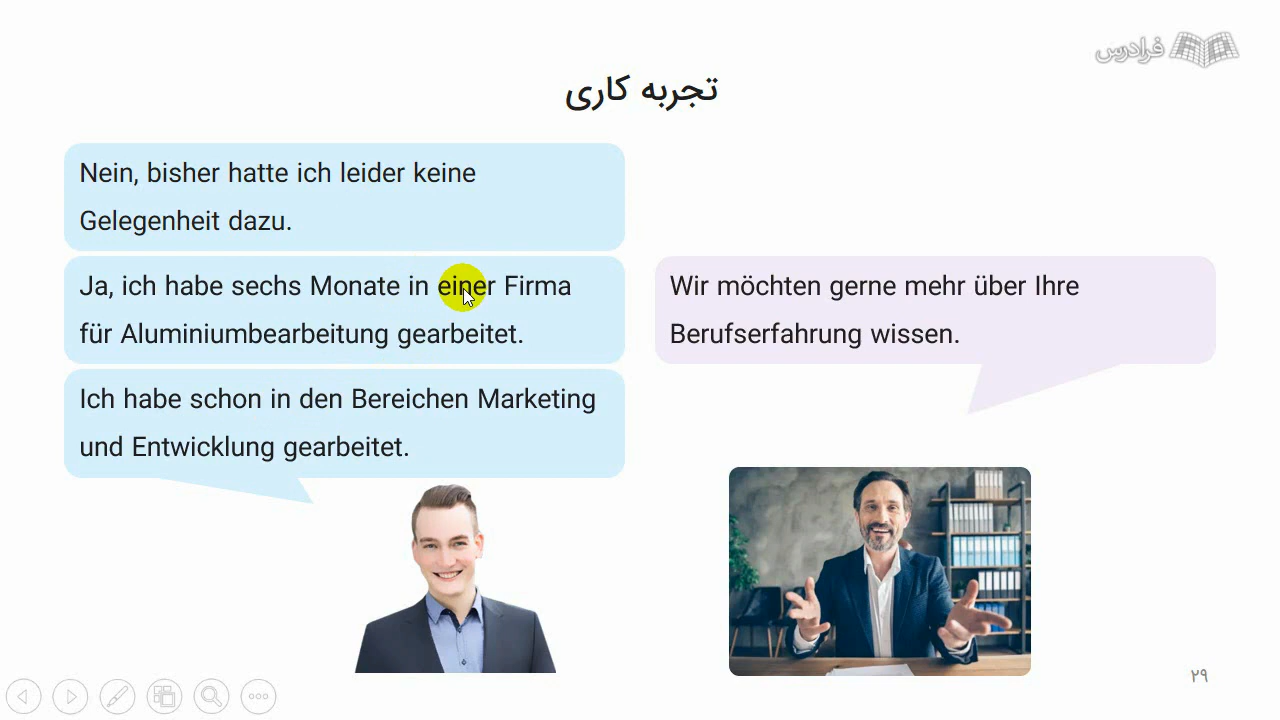 فرادرس
تجربه کاری
Nein, bisher hatte ich leider keine
Gelegenheit dazu.
Ja, ich habe sechs Monate in einer Firma
für Aluminiumbearbeitung gearbeitet.
Ich habe schon in den Bereichen Marketing
und Entwicklung gearbeitet.
Wir möchten gerne mehr über Ihre
Berufserfahrung wissen.
۲۹